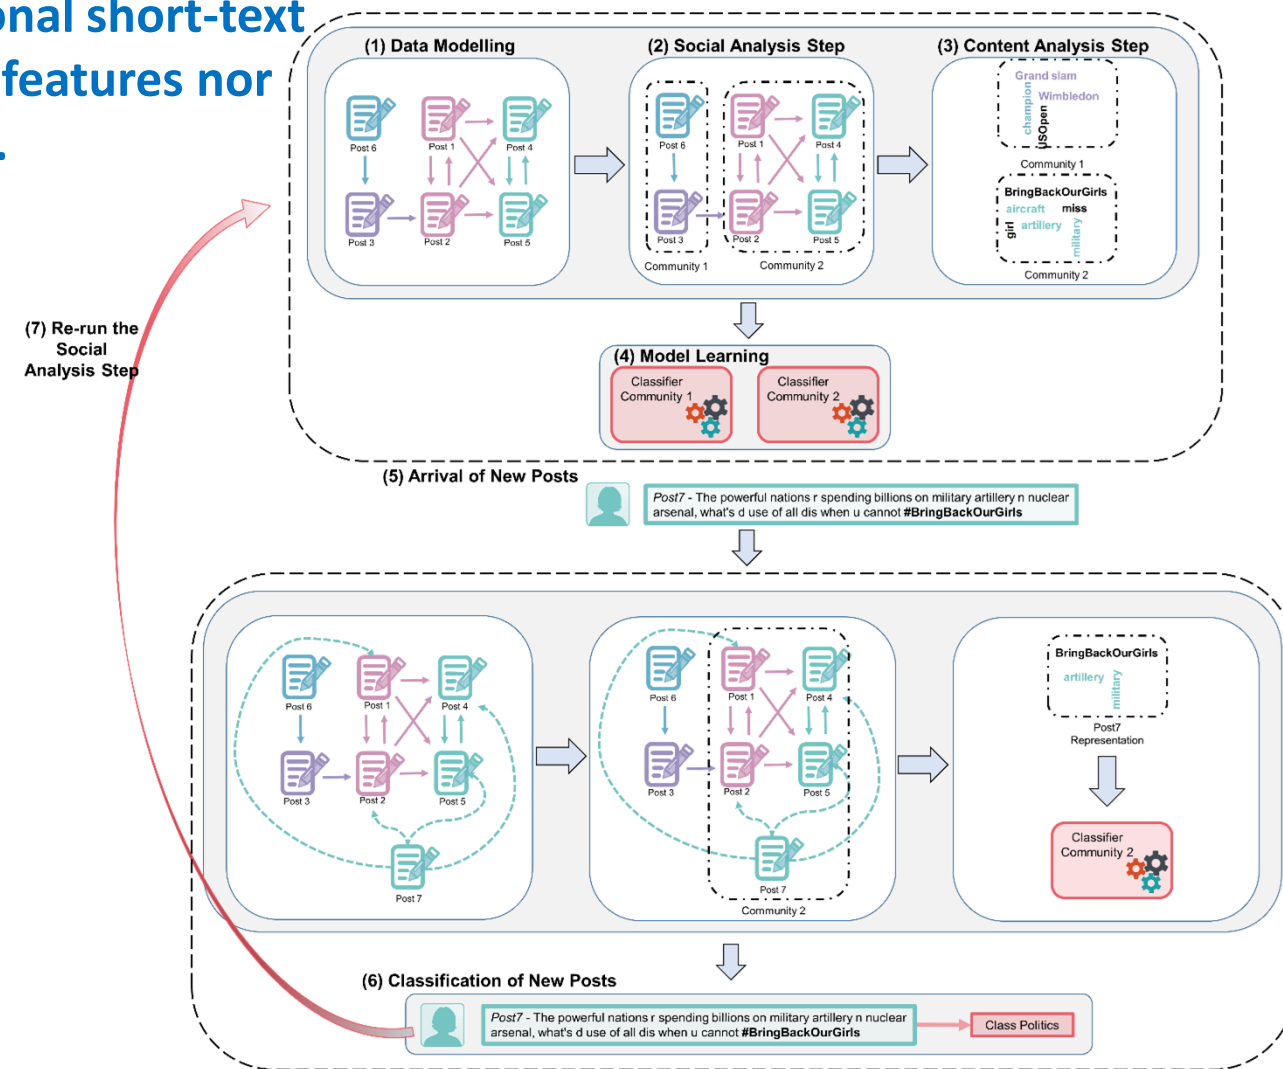 onal short-text
features nor
.
(1) Data Modelling
(2) Social Analysis Step
(3) Content Analysis Step
Post 6
Post 1
Post 4
Post 3
Post 2
Post 5
Post 6
Post 1
Post 4
Post 3
Post 2
Post 5
Community 1
Community 2
Grand slam
champion
Wimbledon
USOpen
Community 1
BringBackOurGirls
aircraft
miss
girl
artillery
military
Community 2
(7) Re-run the
Social
Analysis Step
(4) Model Learning
Classifier
Community 1
Classifier
Community 2
(5) Arrival of New Posts
Post7 - The powerful nations r spending billions on military artillery n nuclear
arsenal, what's d use of all dis when u cannot #BringBackOurGirls
Post 6
Post 1
Post 4
Post 3
Post 2
Post 5
Post 7
Post 6
Post 1
Post 4
Post 3
Post 2
Post 5
Post 7
Community 2
BringBackOurGirls
artillery
military
Post7
Representation
Classifier
Community 2
(6) Classification of New Posts
Post7 - The powerful nations r spending billions on military artillery n nuclear
arsenal, what's d use of all dis when u cannot #BringBackOurGirls
Class Politics